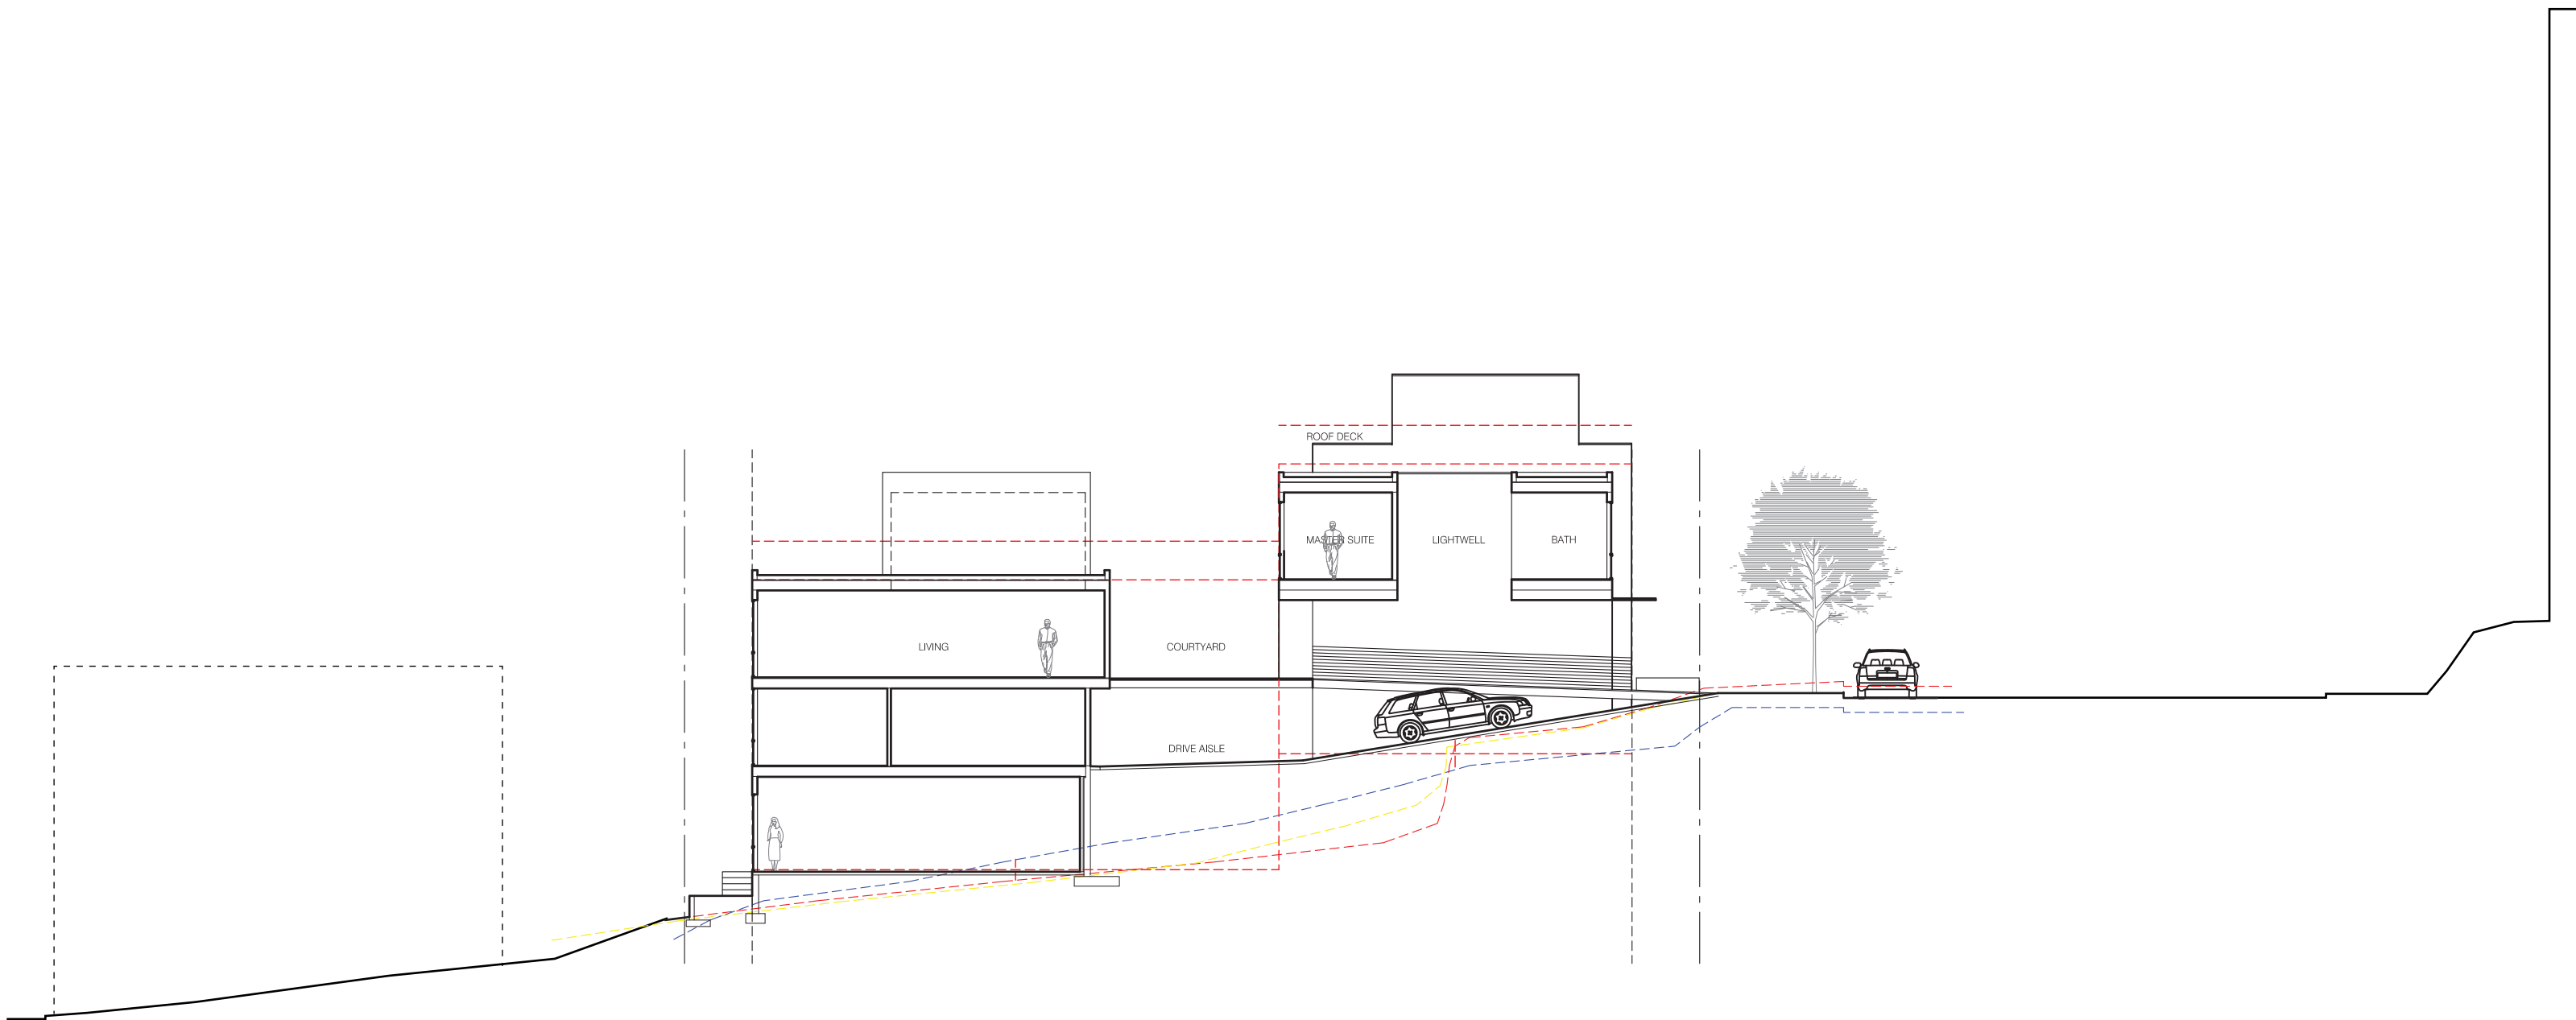 ROOF DECK
MASTER SUITE
LIGHTWELL
BATH
LIVING
COURTYARD
DRIVE AISLE